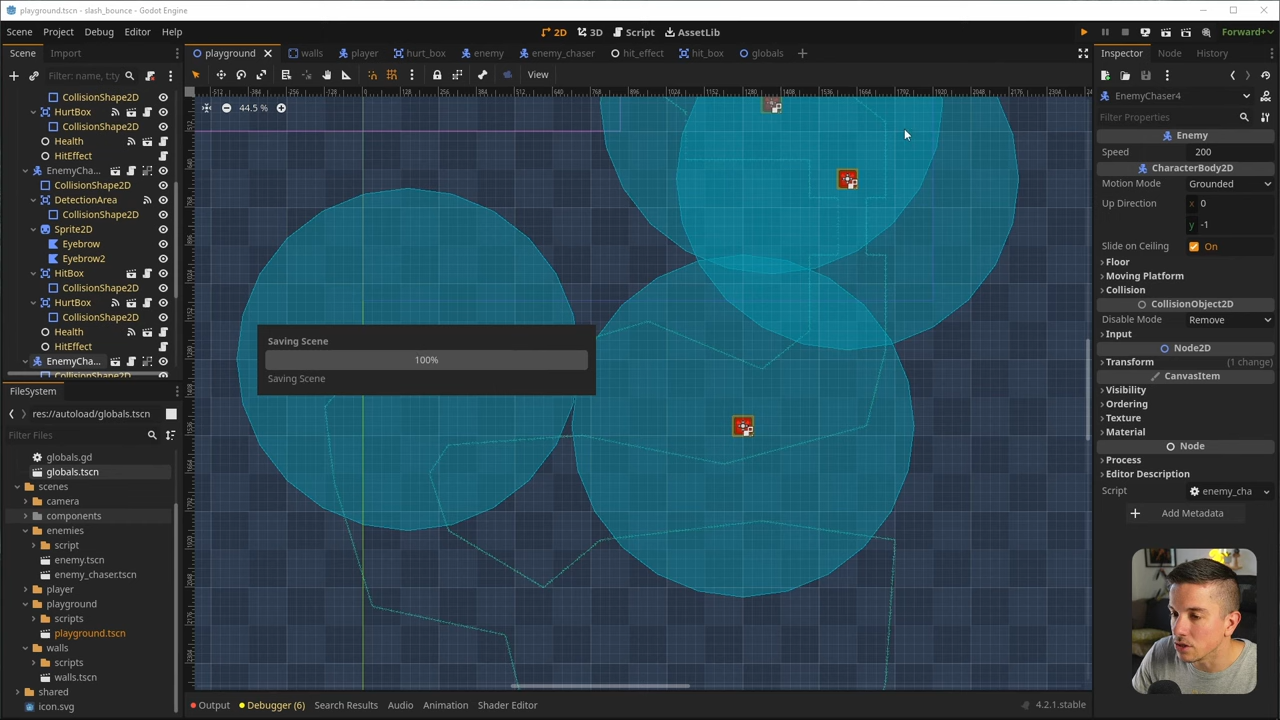 playground.tscn - slash_bounce - Godot Engine
Scene Project Debug Editor Help
2D 3D Script AssetLib
Forward+
Scene Import
playground walls player hurt_box enemy enemy_chaser hit_effect hit_box globals
Inspector Node History
Filter: name, t:ty
View
EnemyChaser4
44.5 %
Filter Properties
CollisionShape2D
HurtBox
CollisionShape2D
Health
HitEffect
EnemyCha...
CollisionShape2D
DetectionArea
CollisionShape2D
Sprite2D
Eyebrow
Eyebrow2
HitBox
CollisionShape2D
HurtBox
CollisionShape2D
Health
HitEffect
EnemyCha...
CollisionShape2D
FileSystem
res://autoload/globals.tscn
Filter Files
globals.gd
globals.tscn
scenes
camera
components
enemies
script
enemy.tscn
enemy_chaser.tscn
player
playground
scripts
playground.tscn
walls
scripts
walls.tscn
shared
icon.svg
Saving Scene
100%
Saving Scene
Enemy
Speed 200
CharacterBody2D
Motion Mode Grounded
Up Direction x 0
y -1
Slide on Ceiling On
Floor
Moving Platform
Collision
CollisionObject2D
Disable Mode Remove
Input
Node2D
Transform (1 change)
CanvasItem
Visibility
Ordering
Texture
Material
Node
Process
Editor Description
Script enemy_cha
Add Metadata
Output Debugger (6) Search Results Audio Animation Shader Editor
4.2.1.stable